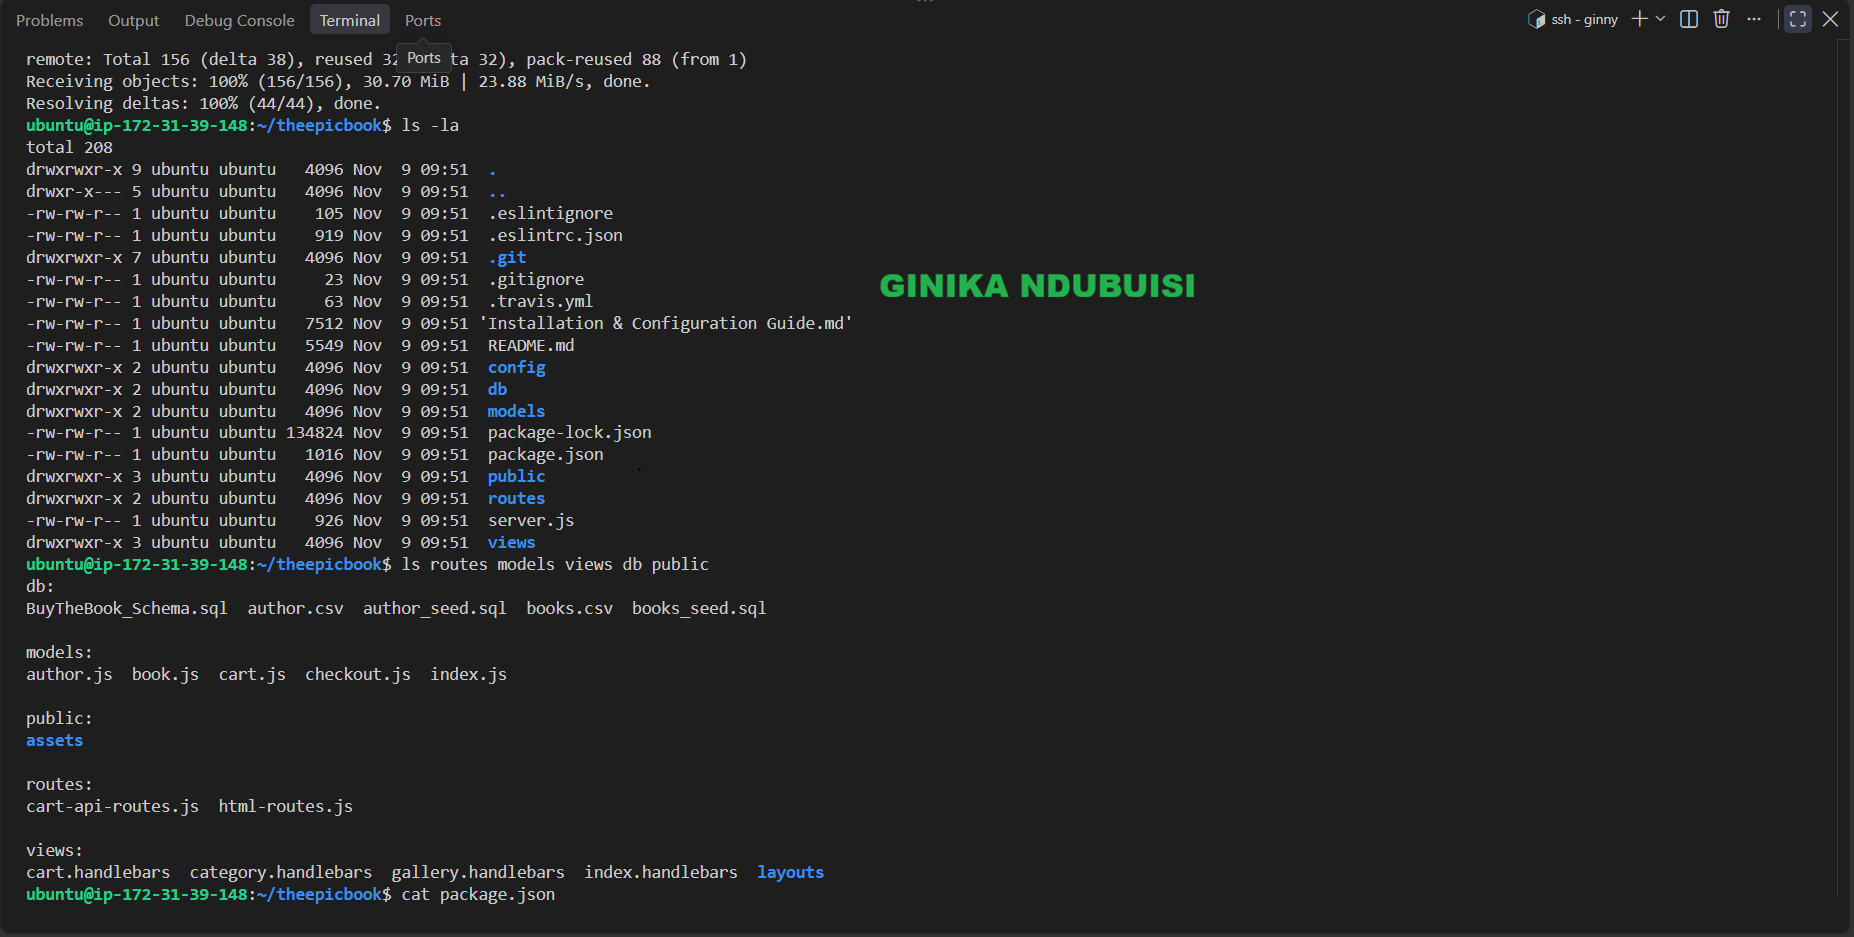 Problems Output Debug Console Terminal Ports ssh - ginny
Ports
remote: Total 156 (delta 38), reused 32 ta 32), pack-reused 88 (from 1)
Receiving objects: 100% (156/156), 30.70 MiB | 23.88 MiB/s, done.
Resolving deltas: 100% (44/44), done.
ubuntu@ip-172-31-39-148:~/theepicbook$ ls -la
total 208
drwxrwxr-x 9 ubuntu ubuntu   4096 Nov  9 09:51  .
drwxr-x--- 5 ubuntu ubuntu   4096 Nov  9 09:51  ..
-rw-rw-r-- 1 ubuntu ubuntu    105 Nov  9 09:51  .eslintignore
-rw-rw-r-- 1 ubuntu ubuntu    919 Nov  9 09:51  .eslintrc.json
drwxrwxr-x 7 ubuntu ubuntu   4096 Nov  9 09:51  .git
-rw-rw-r-- 1 ubuntu ubuntu     23 Nov  9 09:51  .gitignore
GINIKA NDUBUISI
-rw-rw-r-- 1 ubuntu ubuntu     63 Nov  9 09:51  .travis.yml
-rw-rw-r-- 1 ubuntu ubuntu   7512 Nov  9 09:51 'Installation & Configuration Guide.md'
-rw-rw-r-- 1 ubuntu ubuntu   5549 Nov  9 09:51  README.md
drwxrwxr-x 2 ubuntu ubuntu   4096 Nov  9 09:51  config
drwxrwxr-x 2 ubuntu ubuntu   4096 Nov  9 09:51  db
drwxrwxr-x 2 ubuntu ubuntu   4096 Nov  9 09:51  models
-rw-rw-r-- 1 ubuntu ubuntu 134824 Nov  9 09:51  package-lock.json
-rw-rw-r-- 1 ubuntu ubuntu   1016 Nov  9 09:51  package.json
drwxrwxr-x 3 ubuntu ubuntu   4096 Nov  9 09:51  public
drwxrwxr-x 2 ubuntu ubuntu   4096 Nov  9 09:51  routes
-rw-rw-r-- 1 ubuntu ubuntu    926 Nov  9 09:51  server.js
drwxrwxr-x 3 ubuntu ubuntu   4096 Nov  9 09:51  views
ubuntu@ip-172-31-39-148:~/theepicbook$ ls routes models views db public
db:
BuyTheBook_Schema.sql  author.csv  author_seed.sql  books.csv  books_seed.sql

models:
author.js  book.js  cart.js  checkout.js  index.js

public:
assets

routes:
cart-api-routes.js  html-routes.js

views:
cart.handlebars  category.handlebars  gallery.handlebars  index.handlebars  layouts
ubuntu@ip-172-31-39-148:~/theepicbook$ cat package.json